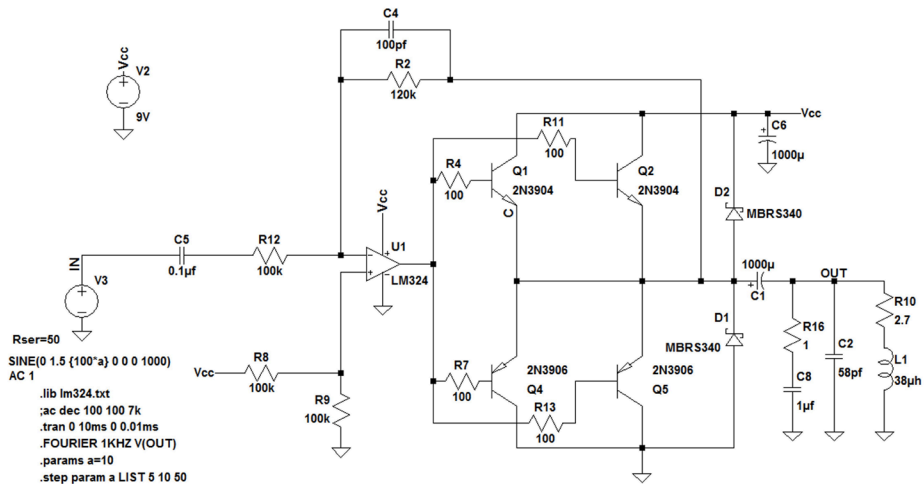 C4
100pf
R2
120k
Vcc
V2
9V
Vcc
C6
1000µ
R11
100
R4
100
Q1
2N3904
C
Q2
2N3904
D2
MBRS340
Vcc
U1
LM324
C5
0.1µf
R12
100k
IN
V3
Rser=50
SINE(0 1.5 {100*a} 0 0 0 1000)
AC 1
.lib lm324.txt
;ac dec 100 100 7k
.tran 0 10ms 0 0.01ms
.FOURIER 1KHZ V(OUT)
.params a=10
.step param a LIST 5 10 50
Vcc
R8
100k
R9
100k
R7
100
2N3906
Q4
R13
100
2N3906
Q5
D1
MBRS340
1000µ
C1
OUT
R16
1
C8
1µf
C2
58pf
R10
2.7
L1
38µh